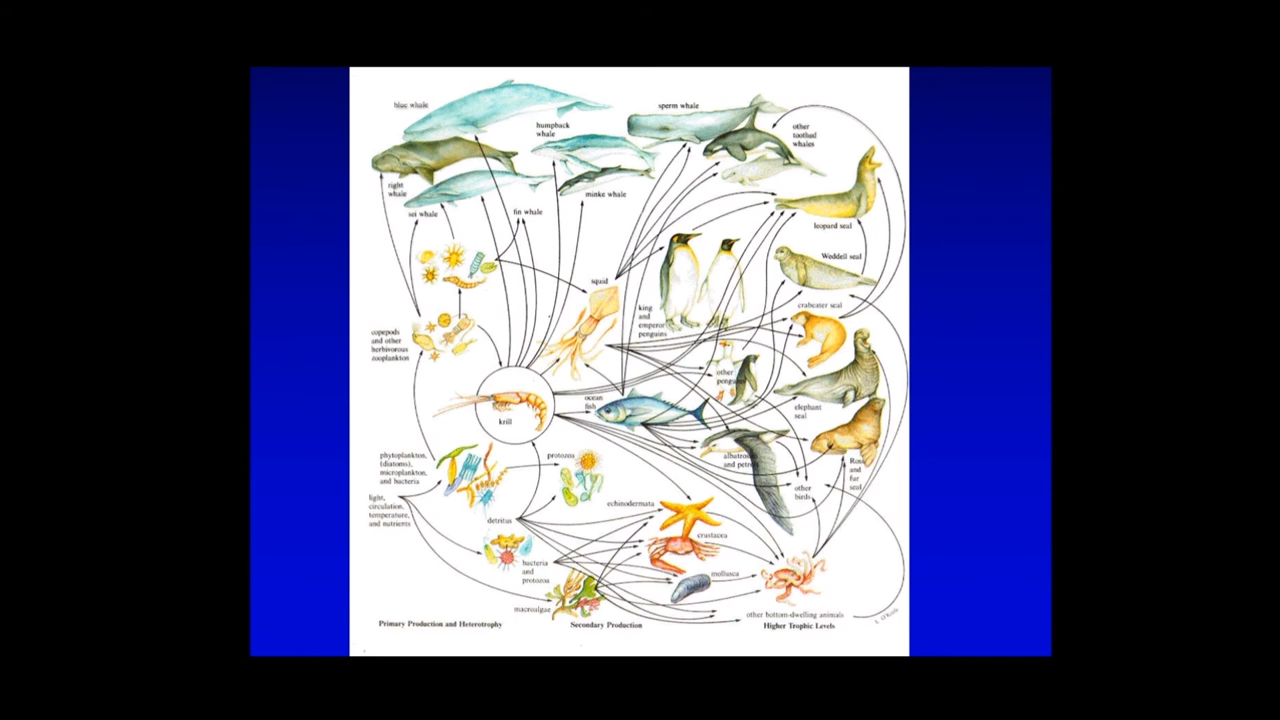 blue whale
sperm whale
humpback
whale
other
toothed
whales
right
whale
minke whale
sei whale
fin whale
leopard seal
Weddell seal
squid
king
and
emperor
penguins
crabeater seal
copepods
and other
herbivorous
zooplankton
other
penguins
ocean
fish
elephant
seal
krill
phytoplankton,
(diatoms),
microplankton,
and bacteria
protozoa
albatross
and petrels
Ross
and
fur
seal
light,
circulation,
temperature,
and nutrients
other
birds
echinodermata
detritus
crustacea
bacteria
and
protozoa
mollusca
macroalgae
other bottom-dwelling animals
Primary Production and Heterotrophy
Secondary Production
Higher Trophic Levels